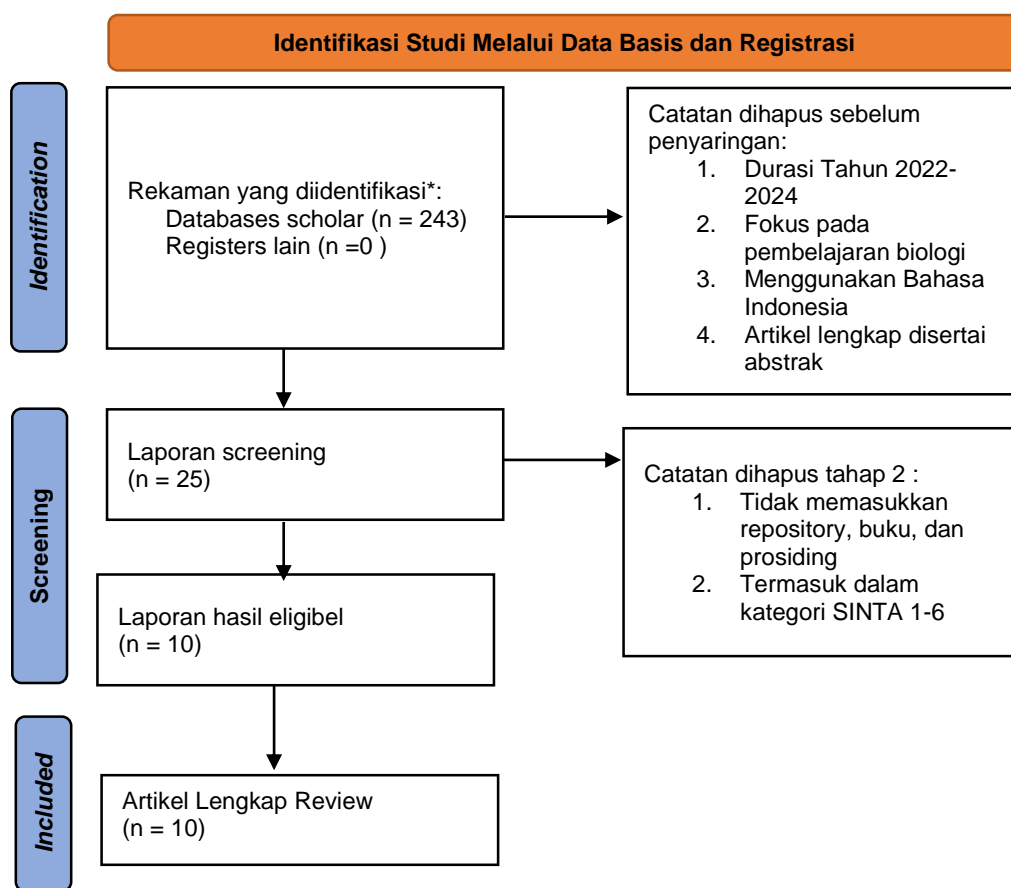 Identifikasi Studi Melalui Data Basis dan Registrasi
Identification
Rekaman yang diidentifikasi*:
Databases scholar (n = 243)
Registers lain (n =0 )
Catatan dihapus sebelum
penyaringan:
1. Durasi Tahun 2022-
2024
2. Fokus pada
pembelajaran biologi
3. Menggunakan Bahasa
Indonesia
4. Artikel lengkap disertai
abstrak
Screening
Laporan screening
(n = 25)
Catatan dihapus tahap 2 :
1. Tidak memasukkan
repository, buku, dan
prosiding
2. Termasuk dalam
kategori SINTA 1-6
Laporan hasil eligibel
(n = 10)
Included
Artikel Lengkap Review
(n = 10)